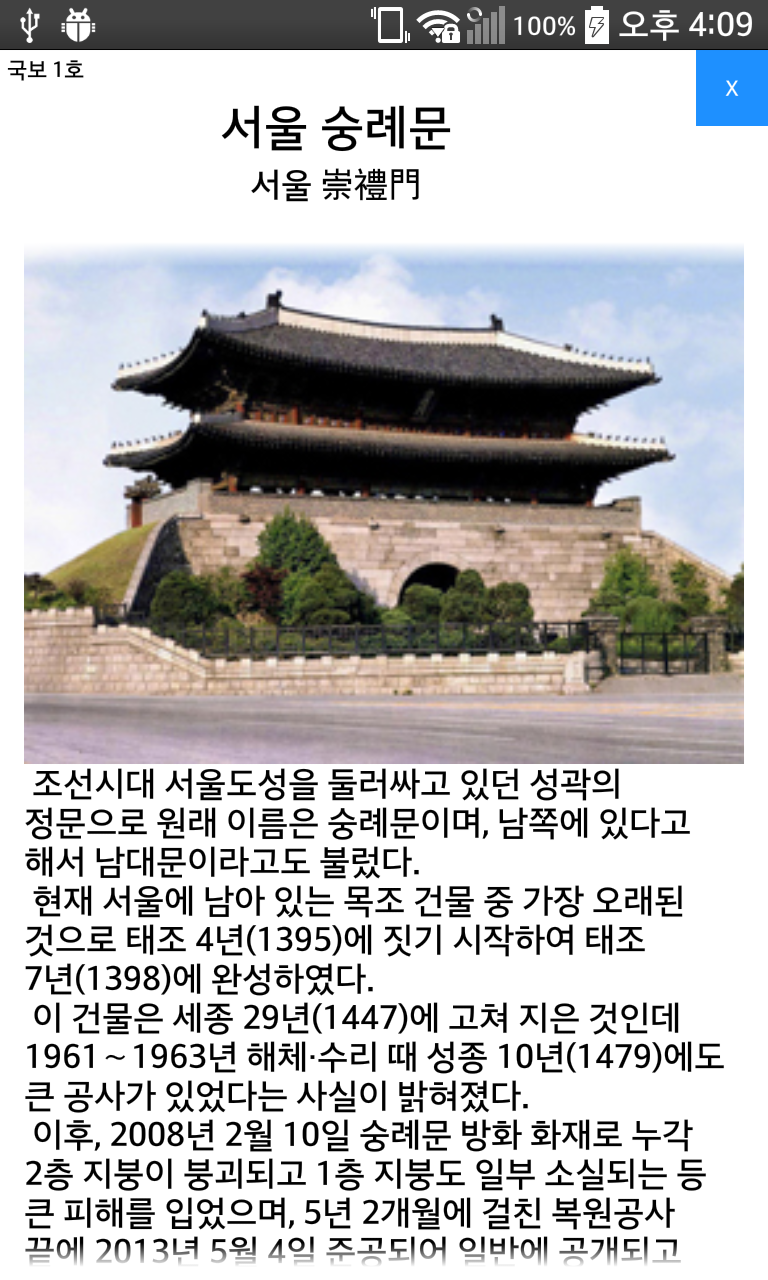 100% 오후 4:09
국보 1호
X
서울 숭례문
서울 崇禮門
조선시대 서울도성을 둘러싸고 있던 성곽의
정문으로 원래 이름은 숭례문이며, 남쪽에 있다고
해서 남대문이라고도 불렀다.
현재 서울에 남아 있는 목조 건물 중 가장 오래된
것으로 태조 4년(1395)에 짓기 시작하여 태조
7년(1398)에 완성하였다.
이 건물은 세종 29년(1447)에 고쳐 지은 것인데
1961～1963년 해체·수리 때 성종 10년(1479)에도
큰 공사가 있었다는 사실이 밝혀졌다.
이후, 2008년 2월 10일 숭례문 방화 화재로 누각
2층 지붕이 붕괴되고 1층 지붕도 일부 소실되는 등
큰 피해를 입었으며, 5년 2개월에 걸친 복원공사
끝에 2013년 5월 4일 준공되어 일반에 공개되고